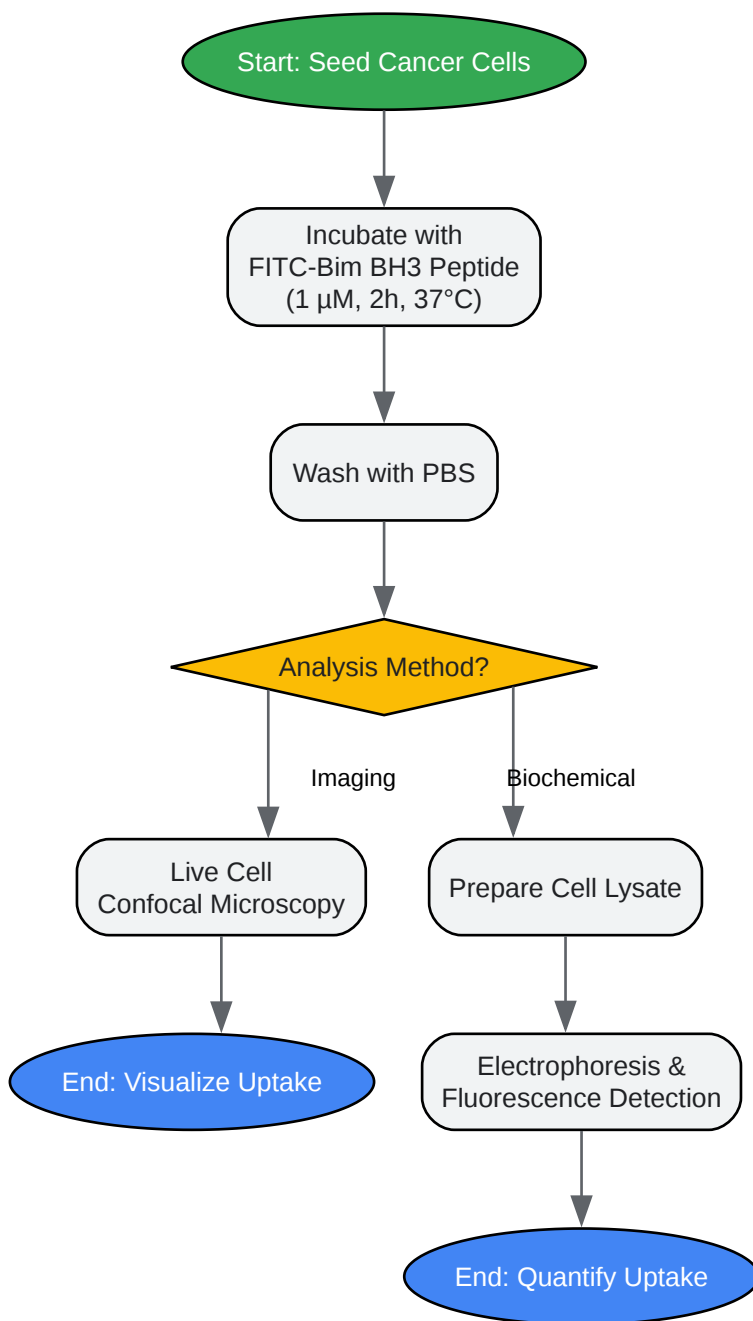 Start: Seed Cancer Cells
Incubate with
FITC-Bim BH3 Peptide
(1 µM, 2h, 37°C)
Wash with PBS
Analysis Method?
Imaging
Biochemical
Live Cell
Confocal Microscopy
Prepare Cell Lysate
End: Visualize Uptake
Electrophoresis &
Fluorescence Detection
End: Quantify Uptake